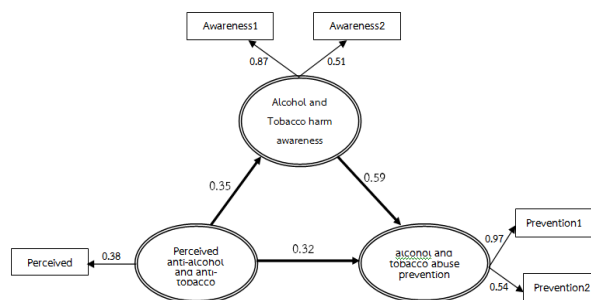 Awareness1
Awareness2
0.87
0.51
Alcohol and
Tobacco harm
awareness
0.35
0.59
Perceived
0.38
Perceived
anti-alcohol
and anti-
tobacco
0.32
alcohol and
tobacco abuse
prevention
Prevention1
0.97
0.54
Prevention2